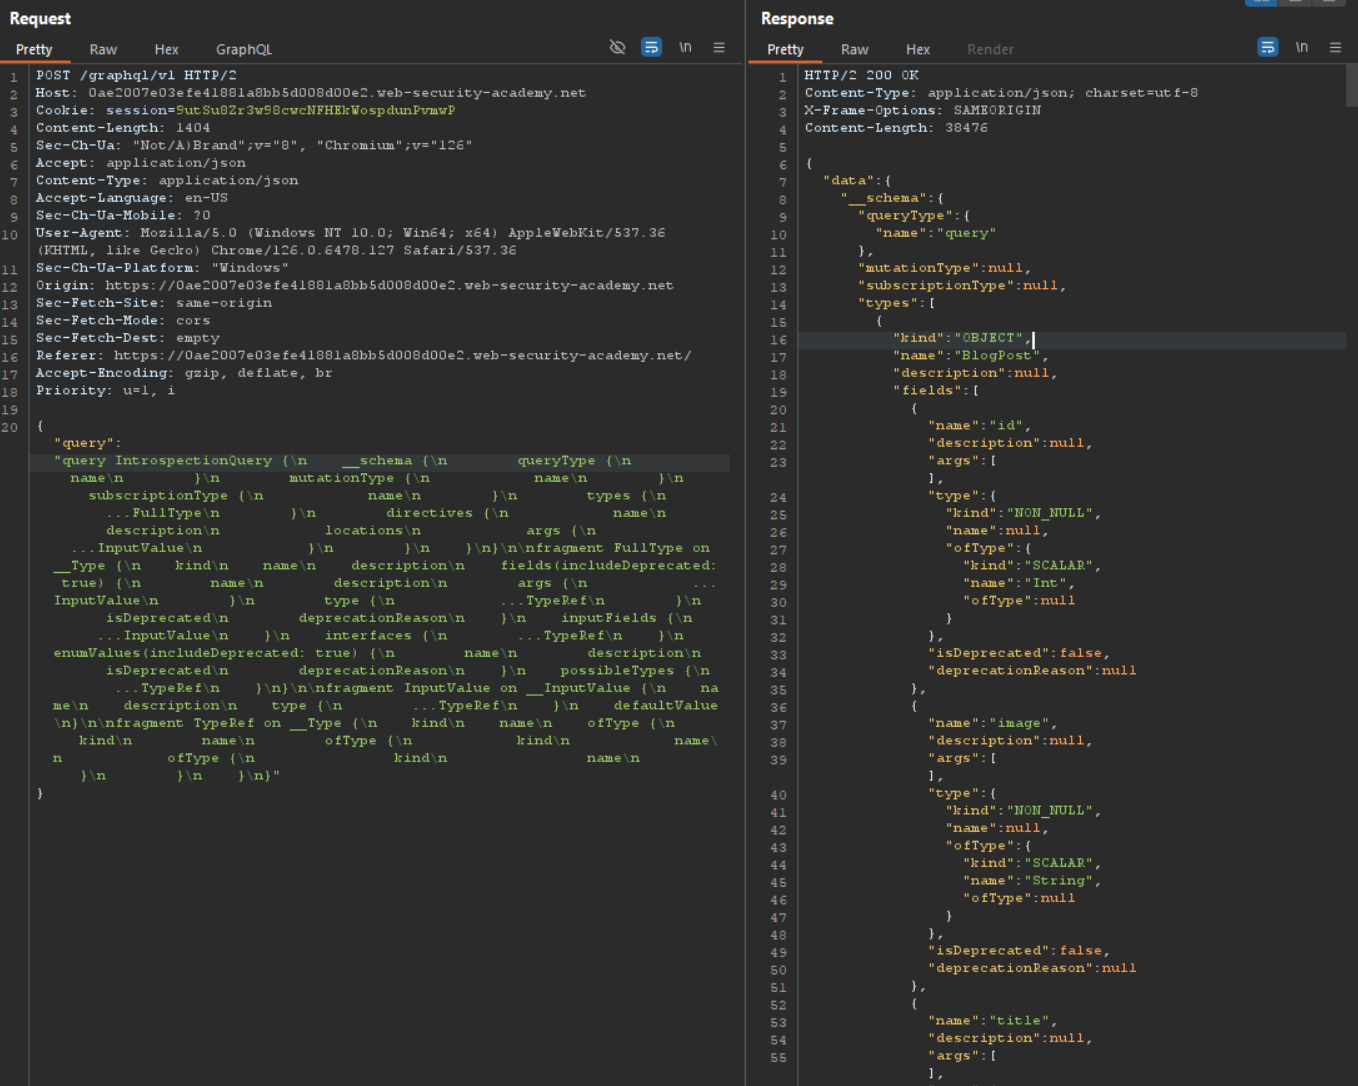 Request
Pretty Raw Hex GraphQL \n
1 POST /graphql/v1 HTTP/2
2 Host: 0ae2007e03efe41881a8bb5d008d00e2.web-security-academy.net
3 Cookie: session=9utSu8Zr3w98cwcNFHEkWospdunPvmwP
4 Content-Length: 1404
5 Sec-Ch-Ua: "Not/A)Brand";v="8", "Chromium";v="126"
6 Accept: application/json
7 Content-Type: application/json
8 Accept-Language: en-US
9 Sec-Ch-Ua-Mobile: ?0
10 User-Agent: Mozilla/5.0 (Windows NT 10.0; Win64; x64) AppleWebKit/537.36
(KHTML, like Gecko) Chrome/126.0.6478.127 Safari/537.36
11 Sec-Ch-Ua-Platform: "Windows"
12 Origin: https://0ae2007e03efe41881a8bb5d008d00e2.web-security-academy.net
13 Sec-Fetch-Site: same-origin
14 Sec-Fetch-Mode: cors
15 Sec-Fetch-Dest: empty
16 Referer: https://0ae2007e03efe41881a8bb5d008d00e2.web-security-academy.net/
17 Accept-Encoding: gzip, deflate, br
18 Priority: u=1, i
19
20 {
"query":
"query IntrospectionQuery {\n    __schema {\n        queryType {\n
name\n        }\n        mutationType {\n            name\n        }\n
subscriptionType {\n            name\n        }\n        types {\n
...FullType\n        }\n        directives {\n            name\n
description\n            locations\n            args {\n
...InputValue\n            }\n        }\n    }\n}\n\nfragment FullType on
__Type {\n    kind\n    name\n    description\n    fields(includeDeprecated:
true) {\n        name\n        description\n        args {\n            ...
InputValue\n        }\n        type {\n            ...TypeRef\n        }\n
isDeprecated\n        deprecationReason\n    }\n    inputFields {\n
...InputValue\n    }\n    interfaces {\n        ...TypeRef\n    }\n
enumValues(includeDeprecated: true) {\n        name\n        description\n
isDeprecated\n        deprecationReason\n    }\n    possibleTypes {\n
...TypeRef\n    }\n}\n\nfragment InputValue on __InputValue {\n    na
me\n    description\n    type {\n        ...TypeRef\n    }\n    defaultValue
\n}\n\nfragment TypeRef on __Type {\n    kind\n    name\n    ofType {\n
kind\n        name\n        ofType {\n            kind\n            name\
n            ofType {\n                kind\n                name\n
}\n        }\n    }\n}"
}
Response
Pretty Raw Hex Render \n
1 HTTP/2 200 OK
2 Content-Type: application/json; charset=utf-8
3 X-Frame-Options: SAMEORIGIN
4 Content-Length: 38476
5
6 {
7 "data":{
8 "__schema":{
9 "queryType":{
10 "name":"query"
11 },
12 "mutationType":null,
13 "subscriptionType":null,
14 "types":[
15 {
16 "kind":"OBJECT",
17 "name":"BlogPost",
18 "description":null,
19 "fields":[
20 {
21 "name":"id",
22 "description":null,
23 "args":[
],
24 "type":{
25 "kind":"NON_NULL",
26 "name":null,
27 "ofType":{
28 "kind":"SCALAR",
29 "name":"Int",
30 "ofType":null
31 }
32 },
33 "isDeprecated":false,
34 "deprecationReason":null
35 },
36 {
37 "name":"image",
38 "description":null,
39 "args":[
],
40 "type":{
41 "kind":"NON_NULL",
42 "name":null,
43 "ofType":{
44 "kind":"SCALAR",
45 "name":"String",
46 "ofType":null
47 }
48 },
49 "isDeprecated":false,
50 "deprecationReason":null
51 },
52 {
53 "name":"title",
54 "description":null,
55 "args":[
],